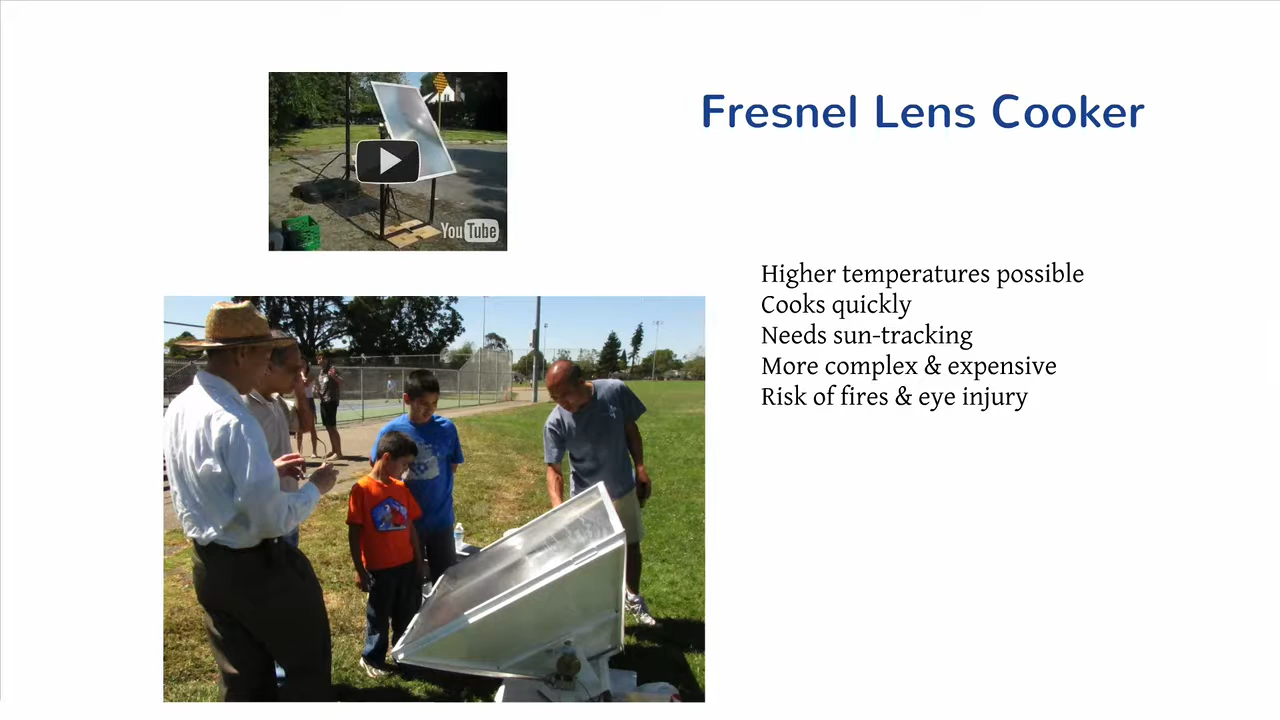 Fresnel Lens Cooker
YouTube
Higher temperatures possible
Cooks quickly
Needs sun-tracking
More complex & expensive
Risk of fires & eye injury